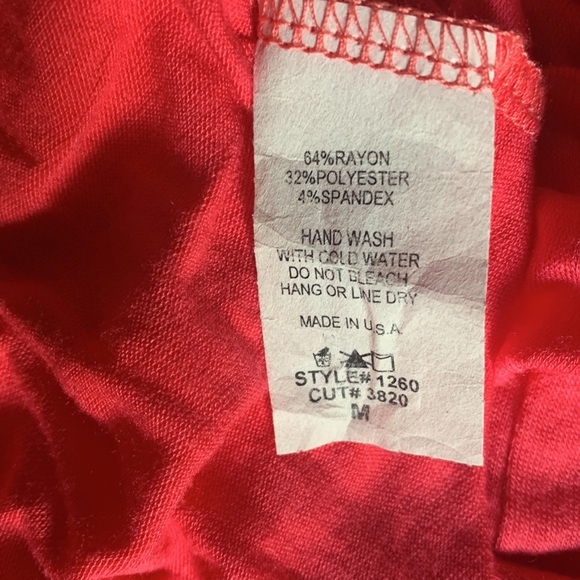 64%RAYON
32%POLYESTER
4%SPANDEX
HAND WASH
WITH COLD WATER
DO NOT BLEACH
HANG OR LINE DRY
MADE IN U.S.A.
STYLE# 1260
CUT# 3820
M